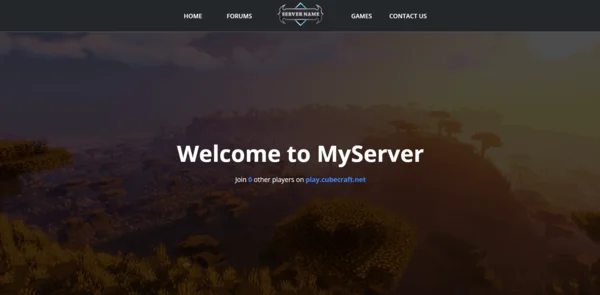 HOME FORUMS SERVER NAME GAMES CONTACT US
Welcome to MyServer
Join 0 other players on play.cubecraft.net